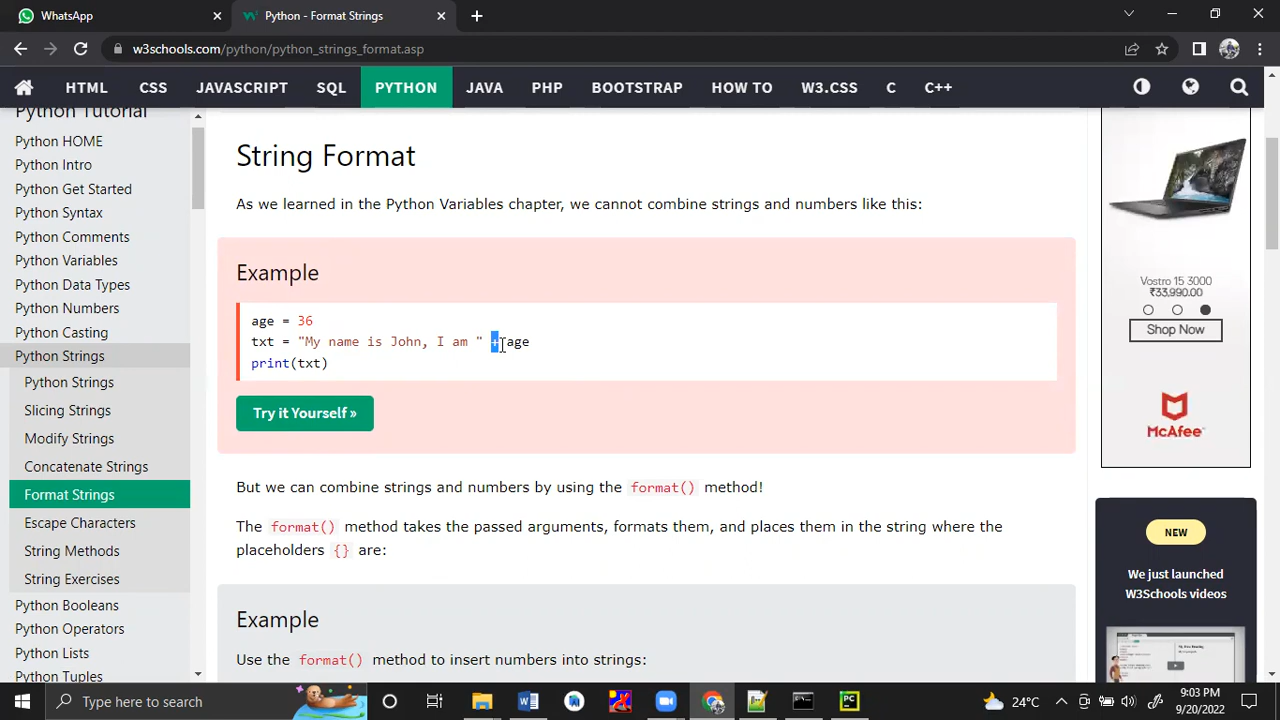 WhatsApp
Python - Format Strings
w3schools.com/python/python_strings_format.asp
HTML CSS JAVASCRIPT SQL PYTHON JAVA PHP BOOTSTRAP HOW TO W3.CSS C C++
Python Tutorial
Python HOME
Python Intro
Python Get Started
Python Syntax
Python Comments
Python Variables
Python Data Types
Python Numbers
Python Casting
Python Strings
Python Strings
Slicing Strings
Modify Strings
Concatenate Strings
Format Strings
Escape Characters
String Methods
String Exercises
Python Booleans
Python Operators
Python Lists
Python Tuples
String Format
As we learned in the Python Variables chapter, we cannot combine strings and numbers like this:
Example
age = 36
txt = "My name is John, I am " + age
print(txt)
Try it Yourself »
But we can combine strings and numbers by using the format() method!
The format() method takes the passed arguments, formats them, and places them in the string where the
placeholders {} are:
Example
Use the format() method to insert numbers into strings:
Vostro 15 3000
₹33,990.00
Shop Now
McAfee
NEW
We just launched
W3Schools videos
Type here to search
24°C
9:03 PM
9/20/2022